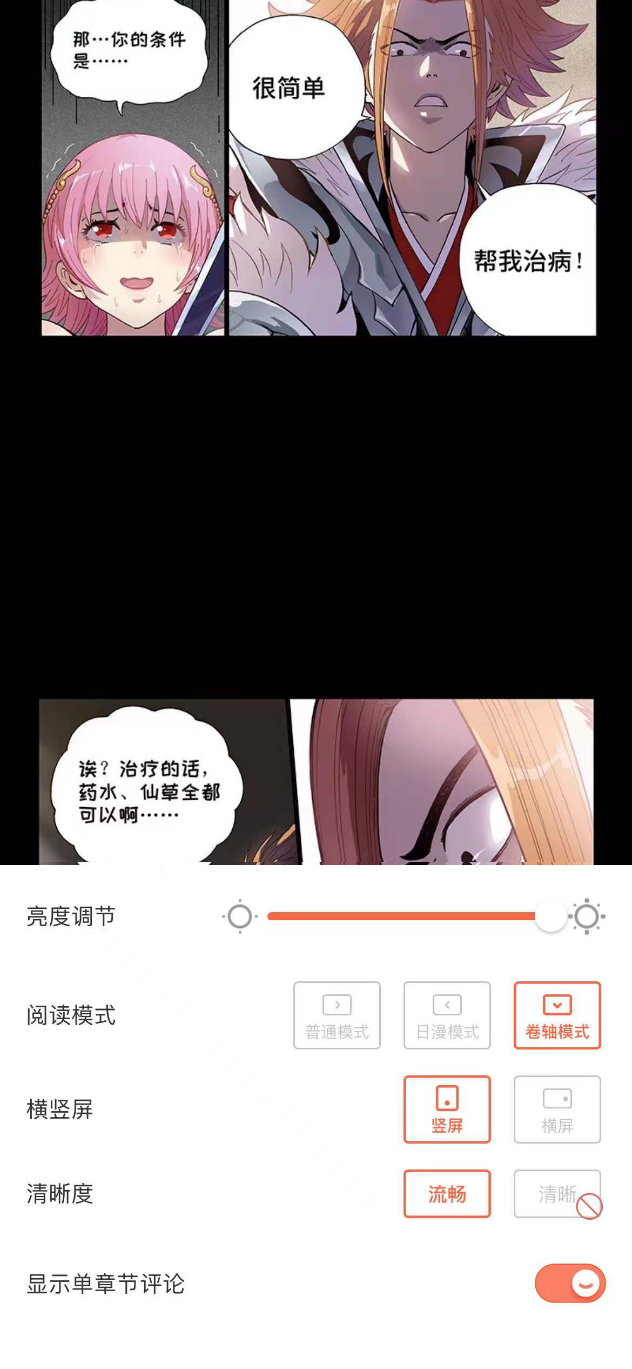 那…你的条件
是……
很简单
帮我治病！
诶？治疗的话，
药水、仙草全都
可以啊……
亮度调节
阅读模式
普通模式
日漫模式
卷轴模式
横竖屏
竖屏
横屏
清晰度
流畅
清晰
显示单章节评论